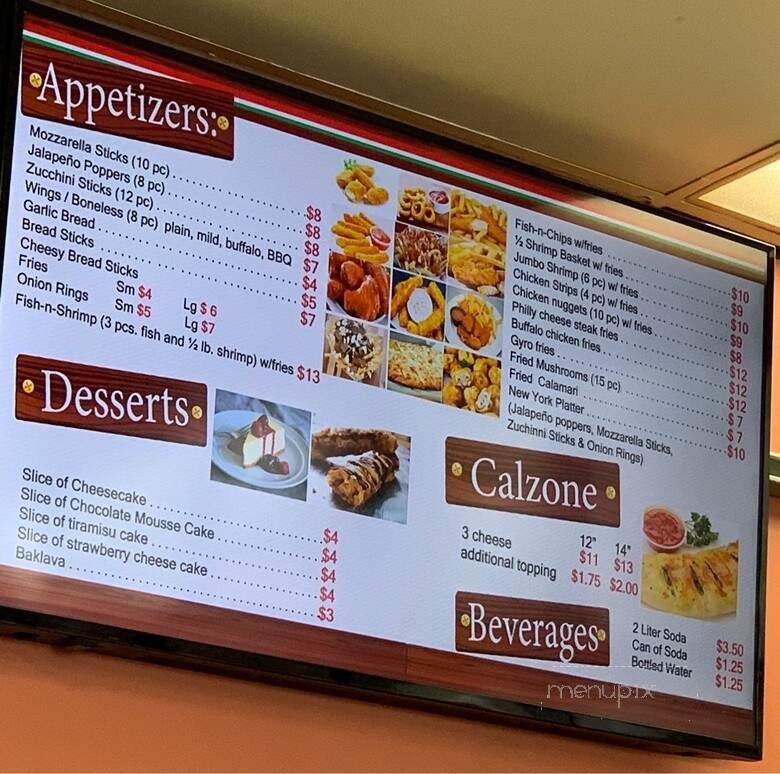 Appetizers:
Mozzarella Sticks (10 pc) $8
Jalapeño Poppers (8 pc) $8
Zucchini Sticks (12 pc) $8
Wings / Boneless (8 pc) plain, mild, buffalo, BBQ $7
Garlic Bread $4
Bread Sticks $5
Cheesy Bread Sticks $7
Fries Sm $4 Lg $ 6
Onion Rings Sm $5 Lg $7
Fish-n-Shrimp (3 pcs. fish and ½ lb. shrimp) w/fries $13
Fish-n-Chips w/fries $10
½ Shrimp Basket w/ fries $9
Jumbo Shrimp (6 pc) w/ fries $10
Chicken Strips (4 pc) w/ fries $9
Chicken nuggets (10 pc) w/ fries $8
Philly cheese steak fries $12
Buffalo chicken fries $12
Gyro fries $12
Fried Mushrooms (15 pc) $ 7
Fried Calamari $ 7
New York Platter $10
(Jalapeño poppers, Mozzarella Sticks,
Zuchinni Sticks & Onion Rings)
Desserts
Slice of Cheesecake $4
Slice of Chocolate Mousse Cake $4
Slice of tiramisu cake $4
Slice of strawberry cheese cake $4
Baklava $3
Calzone
12" 14"
3 cheese $11 $13
additional topping $1.75 $2.00
Beverages
2 Liter Soda $3.50
Can of Soda $1.25
Bottled Water $1.25
menupix